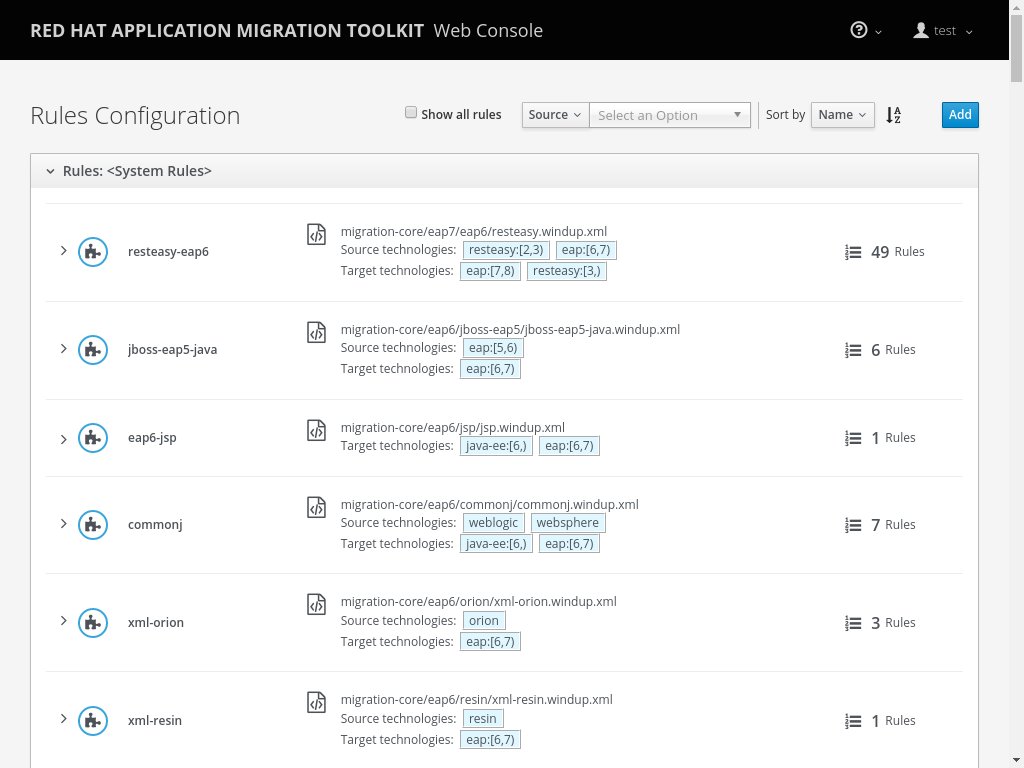 RED HAT APPLICATION MIGRATION TOOLKIT Web Console
? test
Rules Configuration
Show all rules Source Select an Option Sort by Name A Z Add
Rules: <System Rules>
resteasy-eap6
migration-core/eap7/eap6/resteasy.windup.xml
Source technologies: resteasy:[2,3) eap:[6,7)
Target technologies: eap:[7,8) resteasy:[3,)
49 Rules
jboss-eap5-java
migration-core/eap6/jboss-eap5/jboss-eap5-java.windup.xml
Source technologies: eap:[5,6)
Target technologies: eap:[6,7)
6 Rules
eap6-jsp
migration-core/eap6/jsp/jsp.windup.xml
Target technologies: java-ee:[6,) eap:[6,7)
1 Rules
commonj
migration-core/eap6/commonj/commonj.windup.xml
Source technologies: weblogic websphere
Target technologies: java-ee:[6,) eap:[6,7)
7 Rules
xml-orion
migration-core/eap6/orion/xml-orion.windup.xml
Source technologies: orion
Target technologies: eap:[6,7)
3 Rules
xml-resin
migration-core/eap6/resin/xml-resin.windup.xml
Source technologies: resin
Target technologies: eap:[6,7)
1 Rules